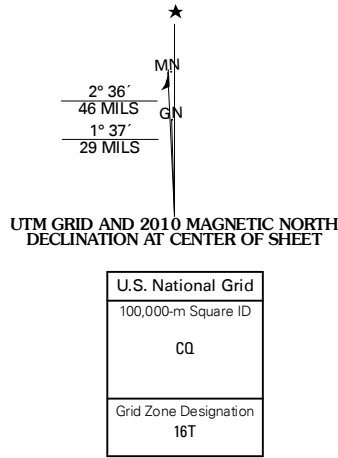 ★
MN
2° 36´
46 MILS
GN
1° 37´
29 MILS
UTM GRID AND 2010 MAGNETIC NORTH
DECLINATION AT CENTER OF SHEET
U.S. National Grid
100,000-m Square ID
CQ
Grid Zone Designation
16T